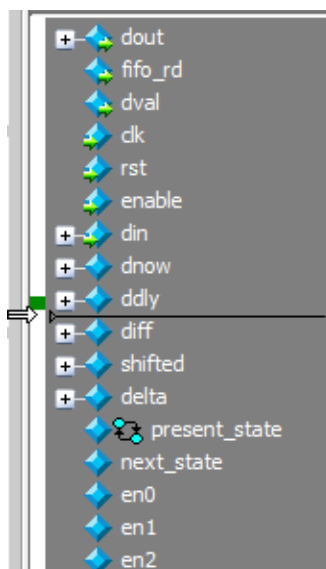 dout
fifo_rd
dval
clk
rst
enable
din
dnow
ddly
diff
shifted
delta
present_state
next_state
en0
en1
en2